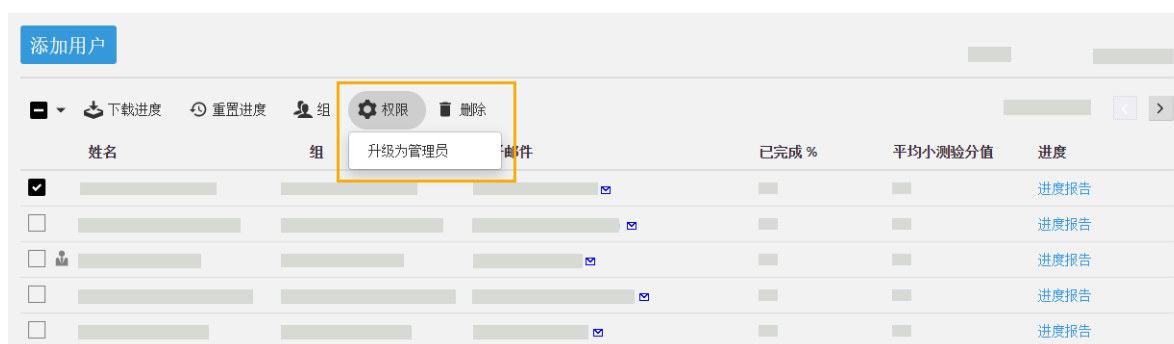 添加用户
下载进度 重置进度 组 权限 删除
升级为管理员
姓名 组 邮件 已完成 % 平均小测验分值 进度
进度报告
进度报告
进度报告
进度报告
进度报告